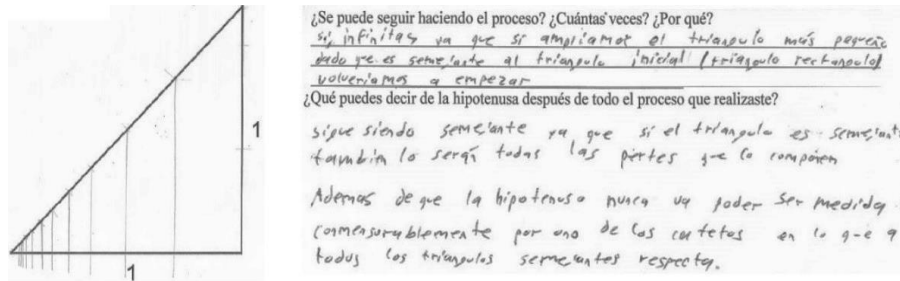 1
1
¿Se puede seguir haciendo el proceso? ¿Cuántas veces? ¿Por qué?
si, infinitas ya que si ampliamos el triangulo más pequeño
dado que es semejante al triangulo inicial (triangulo rectangulo)
volveriamos a empezar
¿Qué puedes decir de la hipotenusa después de todo el proceso que realizaste?
sigue siendo semejante ya que si el triangulo es semejant
también lo serán todas las partes que lo componen
Ademas de que la hipotenusa nunca va poder ser medida
conmensurablemente por uno de los catetos en lo que a
todos los triangulos semejantes respecta.